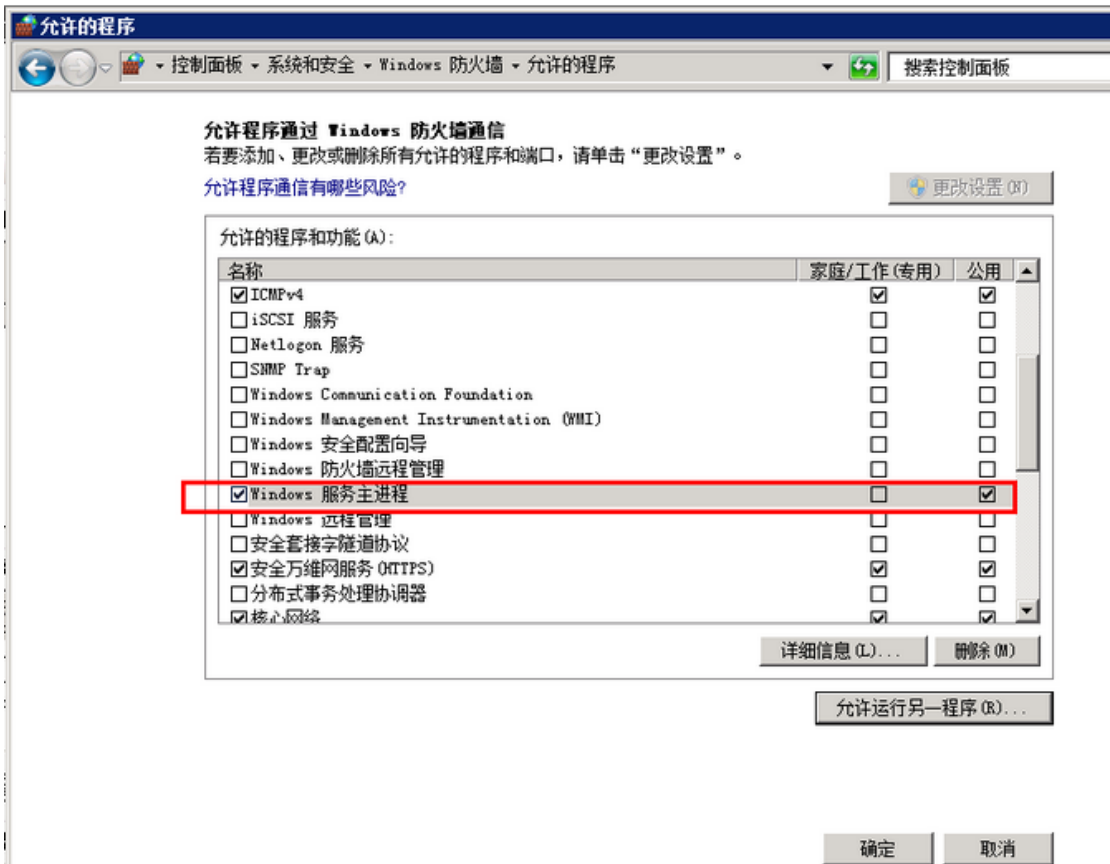 允许的程序
控制面板 系统和安全 Windows 防火墙 允许的程序 搜索控制面板
允许程序通过 Windows 防火墙通信
若要添加、更改或删除所有允许的程序和端口，请单击“更改设置”。
允许程序通信有哪些风险?
更改设置(N)
允许的程序和功能(A):
名称 家庭/工作(专用) 公用
ICMPv4
iSCSI 服务
Netlogon 服务
SNMP Trap
Windows Communication Foundation
Windows Management Instrumentation (WMI)
Windows 安全配置向导
Windows 防火墙远程管理
Windows 服务主进程
Windows 远程管理
安全套接字隧道协议
安全万维网服务(HTTPS)
分布式事务处理协调器
核心网络
详细信息(L)... 删除(M)
允许运行另一程序(R)...
确定 取消